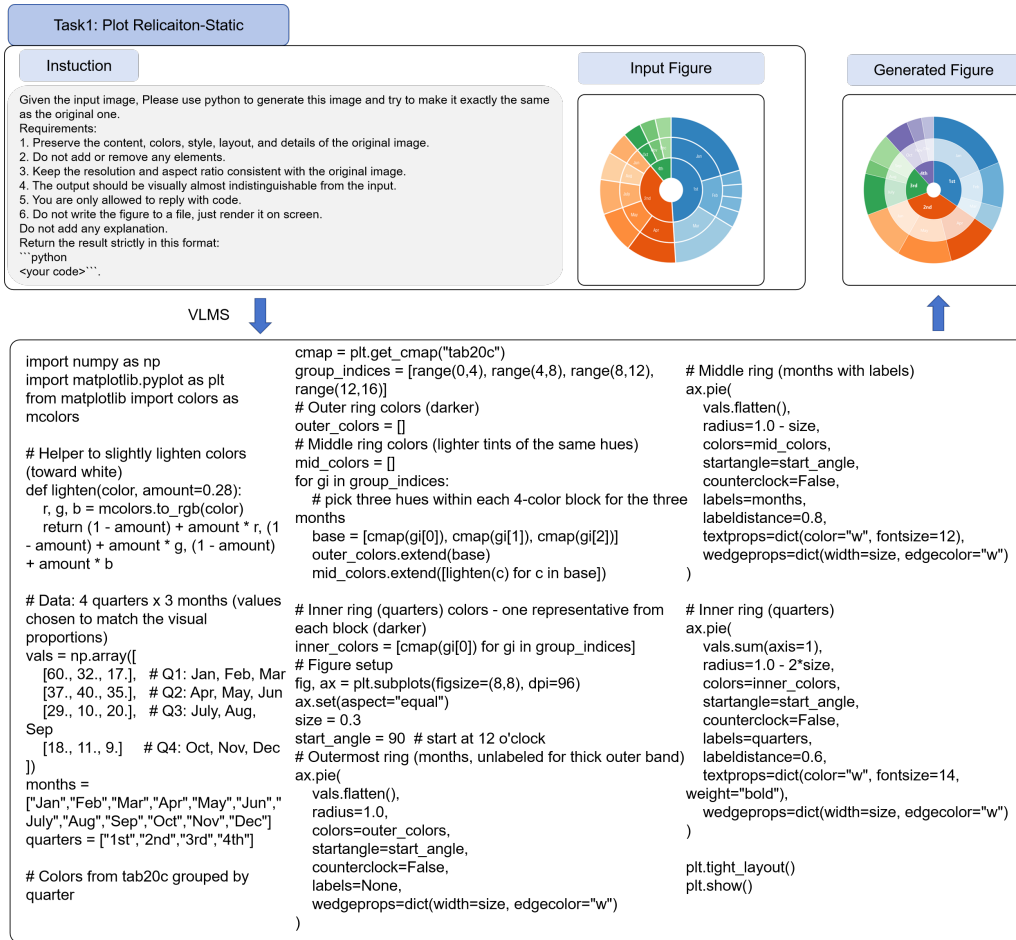 Task1: Plot Relicaiton-Static
Instuction
Given the input image, Please use python to generate this image and try to make it exactly the same
as the original one.
Requirements:
1. Preserve the content, colors, style, layout, and details of the original image.
2. Do not add or remove any elements.
3. Keep the resolution and aspect ratio consistent with the original image.
4. The output should be visually almost indistinguishable from the input.
5. You are only allowed to reply with code.
6. Do not write the figure to a file, just render it on screen.
Do not add any explanation.
Return the result strictly in this format:
```python
<your code>```.
Input Figure
Generated Figure
1st
2nd
3rd
VLMS
import numpy as np
import matplotlib.pyplot as plt
from matplotlib import colors as
mcolors
# Helper to slightly lighten colors
(toward white)
def lighten(color, amount=0.28):
r, g, b = mcolors.to_rgb(color)
return (1 - amount) + amount * r, (1
- amount) + amount * g, (1 - amount)
+ amount * b
# Data: 4 quarters x 3 months (values
chosen to match the visual
proportions)
vals = np.array([
[60., 32., 17.],   # Q1: Jan, Feb, Mar
[37., 40., 35.],   # Q2: Apr, May, Jun
[29., 10., 20.],   # Q3: July, Aug,
Sep
[18., 11., 9.]     # Q4: Oct, Nov, Dec
])
months =
["Jan","Feb","Mar","Apr","May","Jun","
July","Aug","Sep","Oct","Nov","Dec"]
quarters = ["1st","2nd","3rd","4th"]
# Colors from tab20c grouped by
quarter
cmap = plt.get_cmap("tab20c")
group_indices = [range(0,4), range(4,8), range(8,12),
range(12,16)]
# Outer ring colors (darker)
outer_colors = []
# Middle ring colors (lighter tints of the same hues)
mid_colors = []
for gi in group_indices:
# pick three hues within each 4-color block for the three
months
base = [cmap(gi[0]), cmap(gi[1]), cmap(gi[2])]
outer_colors.extend(base)
mid_colors.extend([lighten(c) for c in base])
# Inner ring (quarters) colors - one representative from
each block (darker)
inner_colors = [cmap(gi[0]) for gi in group_indices]
# Figure setup
fig, ax = plt.subplots(figsize=(8,8), dpi=96)
ax.set(aspect="equal")
size = 0.3
start_angle = 90  # start at 12 o'clock
# Outermost ring (months, unlabeled for thick outer band)
ax.pie(
vals.flatten(),
radius=1.0,
colors=outer_colors,
startangle=start_angle,
counterclock=False,
labels=None,
wedgeprops=dict(width=size, edgecolor="w")
)
# Middle ring (months with labels)
ax.pie(
vals.flatten(),
radius=1.0 - size,
colors=mid_colors,
startangle=start_angle,
counterclock=False,
labels=months,
labeldistance=0.8,
textprops=dict(color="w", fontsize=12),
wedgeprops=dict(width=size, edgecolor="w")
)
# Inner ring (quarters)
ax.pie(
vals.sum(axis=1),
radius=1.0 - 2*size,
colors=inner_colors,
startangle=start_angle,
counterclock=False,
labels=quarters,
labeldistance=0.6,
textprops=dict(color="w", fontsize=14,
weight="bold"),
wedgeprops=dict(width=size, edgecolor="w")
)
plt.tight_layout()
plt.show()